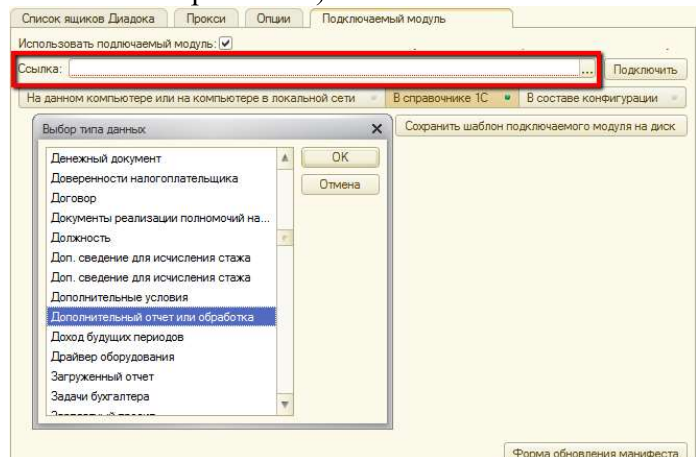 Список ящиков Диадока Прокси Опции Подключаемый модуль
Использовать подлючаемый модуль:
Ссылка: ... Подключить
На данном компьютере или на компьютере в локальной сети В справочнике 1С В составе конфигурации
Выбор типа данных Сохранить шаблон подключаемого модуля на диск
Денежный документ OK
Доверенности налогоплательщика Отмена
Договор
Документы реализации полномочий на...
Должность
Доп. сведение для исчисления стажа
Доп. сведение для исчисления стажа
Дополнительные условия
Дополнительный отчет или обработка
Доход будущих периодов
Драйвер оборудования
Загруженный отчет
Задачи бухгалтера
Форма обновления манифеста